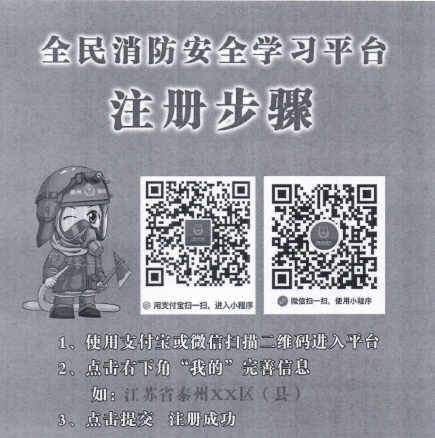 全民消防安全学习平台
注册步骤
用支付宝扫一扫，进入小程序
微信扫一扫，使用小程序
1、使用支付宝或微信扫描二维码进入平台
2、点击右下角“我的”完善信息
如：江苏省泰州XX区（县）
3、点击提交 注册成功